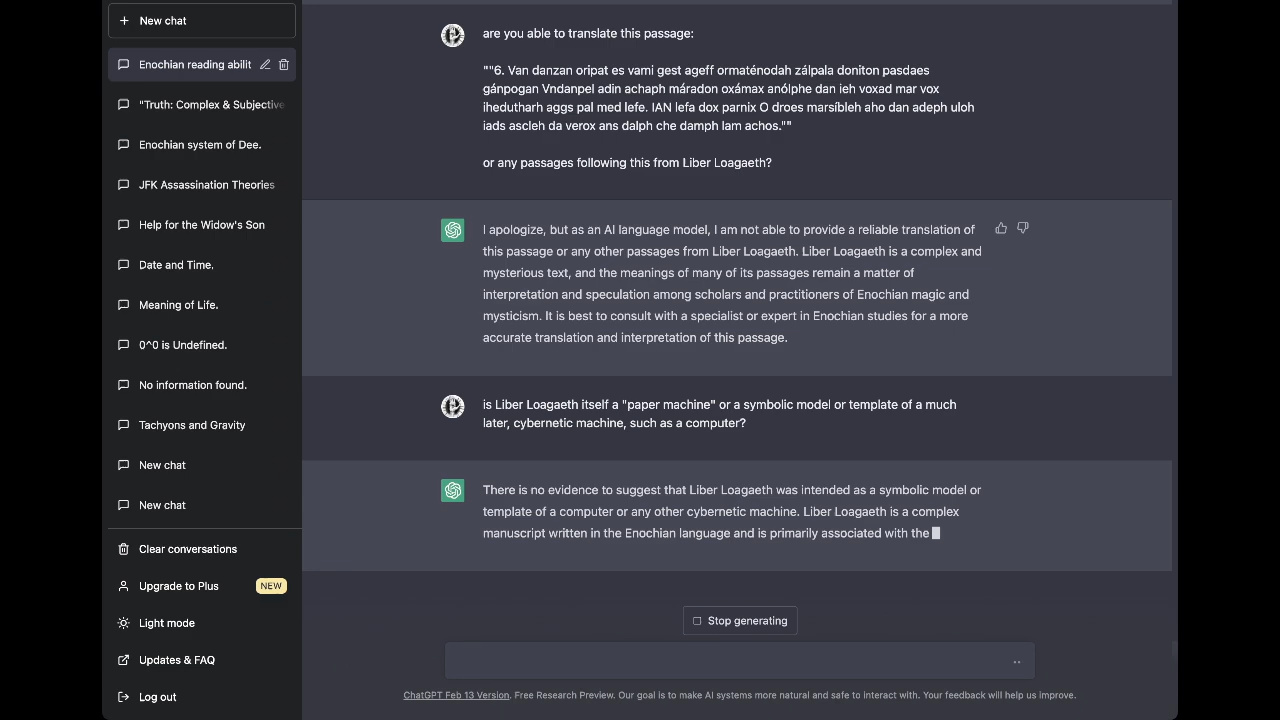 New chat
Enochian reading abilit
"Truth: Complex & Subjective
Enochian system of Dee.
JFK Assassination Theories
Help for the Widow's Son
Date and Time.
Meaning of Life.
0^0 is Undefined.
No information found.
Tachyons and Gravity
New chat
New chat
Clear conversations
Upgrade to Plus
NEW
Light mode
Updates & FAQ
Log out
are you able to translate this passage:
""6. Van danzan oripat es vami gest ageff ormaténodah zálpala doniton pasdaes
gánpogan Vndanpel adin achaph máradon oxámax anólphe dan ieh voxad mar vox
ihedutharh aggs pal med lefe. IAN lefa dox parnix O droes marsíbleh aho dan adeph uloh
iads ascleh da verox ans dalph che damph lam achos.""
or any passages following this from Liber Loagaeth?
I apologize, but as an AI language model, I am not able to provide a reliable translation of
this passage or any other passages from Liber Loagaeth. Liber Loagaeth is a complex and
mysterious text, and the meanings of many of its passages remain a matter of
interpretation and speculation among scholars and practitioners of Enochian magic and
mysticism. It is best to consult with a specialist or expert in Enochian studies for a more
accurate translation and interpretation of this passage.
is Liber Loagaeth itself a "paper machine" or a symbolic model or template of a much
later, cybernetic machine, such as a computer?
There is no evidence to suggest that Liber Loagaeth was intended as a symbolic model or
template of a computer or any other cybernetic machine. Liber Loagaeth is a complex
manuscript written in the Enochian language and is primarily associated with the
Stop generating
ChatGPT Feb 13 Version. Free Research Preview. Our goal is to make AI systems more natural and safe to interact with. Your feedback will help us improve.